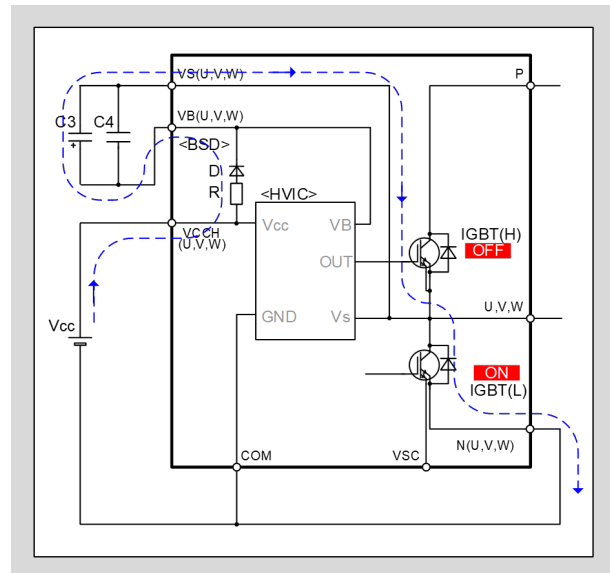 VS(U,V,W)
P
C3
C4
+
VB(U,V,W)
<BSD>
D
R
<HVIC>
Vcc
VB
VCCH
(U,V,W)
IGBT(H)
OFF
OUT
U,V,W
GND
Vs
Vcc
ON
IGBT(L)
N(U,V,W)
COM
VSC